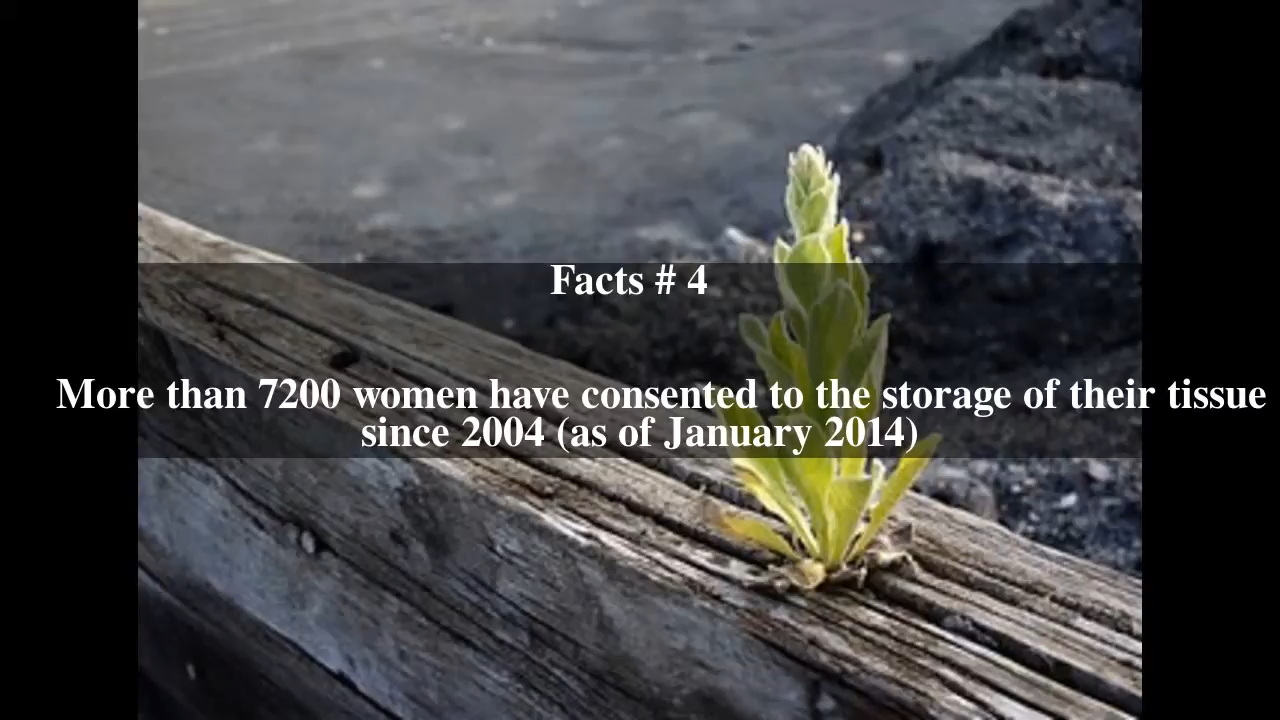 Facts # 4
More than 7200 women have consented to the storage of their tissue
since 2004 (as of January 2014)